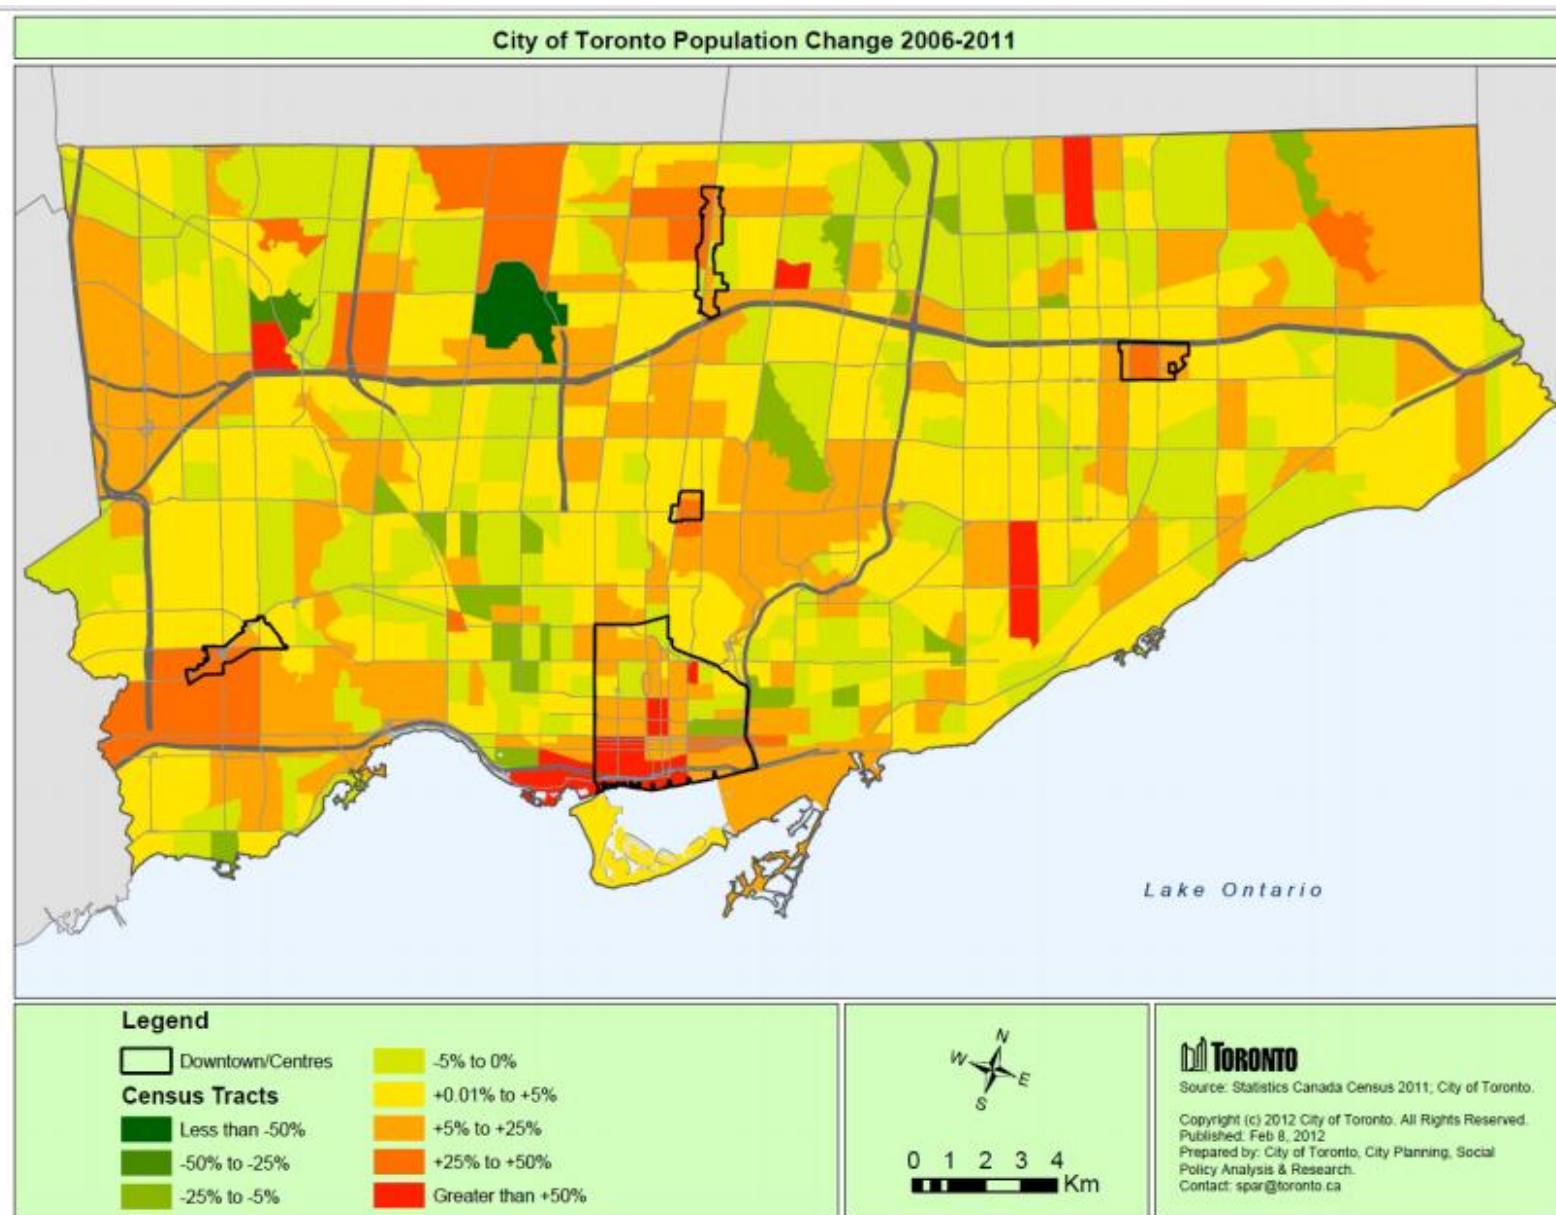 City of Toronto Population Change 2006-2011
Lake Ontario
Legend
Downtown/Centres
Census Tracts
Less than -50%
-50% to -25%
-25% to -5%
-5% to 0%
+0.01% to +5%
+5% to +25%
+25% to +50%
Greater than +50%
N
W
E
S
0 1 2 3 4
Km
TORONTO
Source: Statistics Canada Census 2011; City of Toronto.
Copyright (c) 2012 City of Toronto. All Rights Reserved.
Published: Feb 8, 2012
Prepared by: City of Toronto, City Planning, Social
Policy Analysis & Research.
Contact: spar@toronto.ca